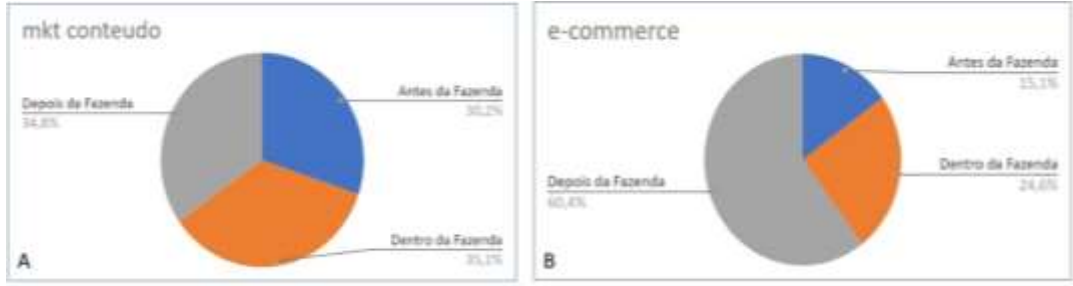 mkt conteudo
Antes da Fazenda
30,2%
Depois da Fazenda
34,8%
Dentro da Fazenda
35,1%
A
e-commerce
Antes da Fazenda
15,1%
Dentro da Fazenda
24,6%
Depois da Fazenda
60,4%
B